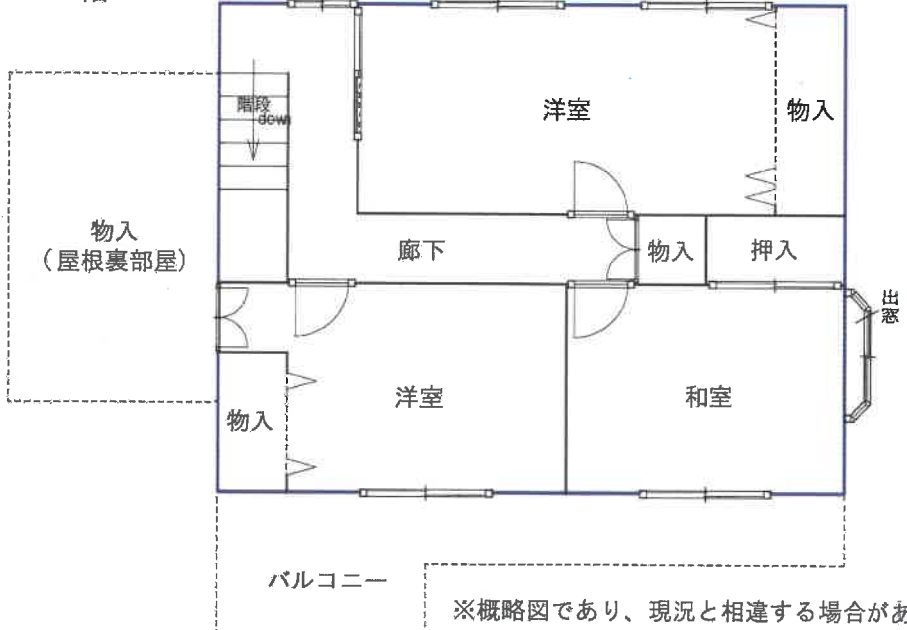 階
階段
down
洋室
物入
物入
（屋根裏部屋）
廊下
物入
押入
出窓
物入
洋室
和室
バルコニー
※概略図であり、現況と相違する場合があ